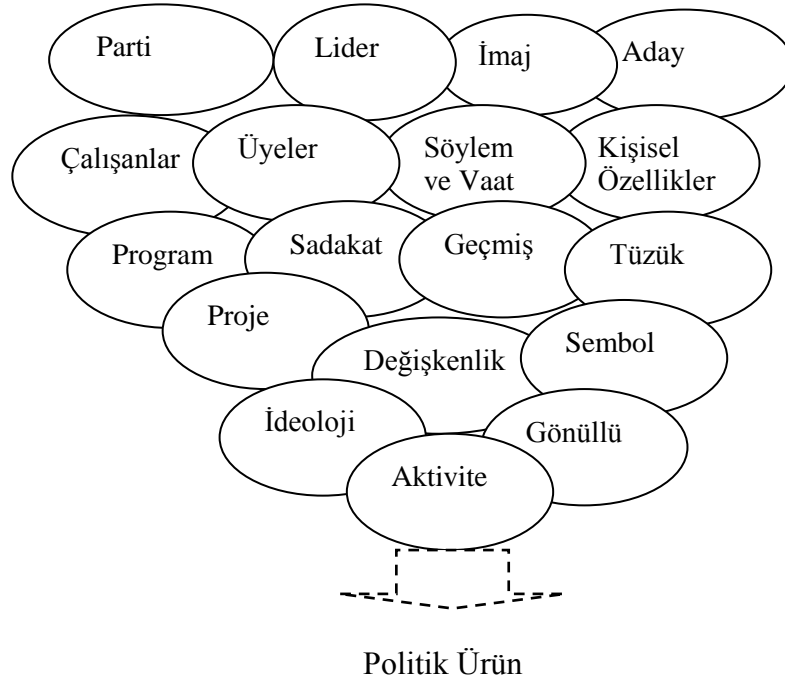 Parti
Lider
İmaj
Aday
Çalışanlar
Üyeler
Söylem
ve Vaat
Kişisel
Özellikler
Program
Sadakat
Geçmiş
Tüzük
Proje
Değişkenlik
Sembol
İdeoloji
Gönüllü
Aktivite
Politik Ürün